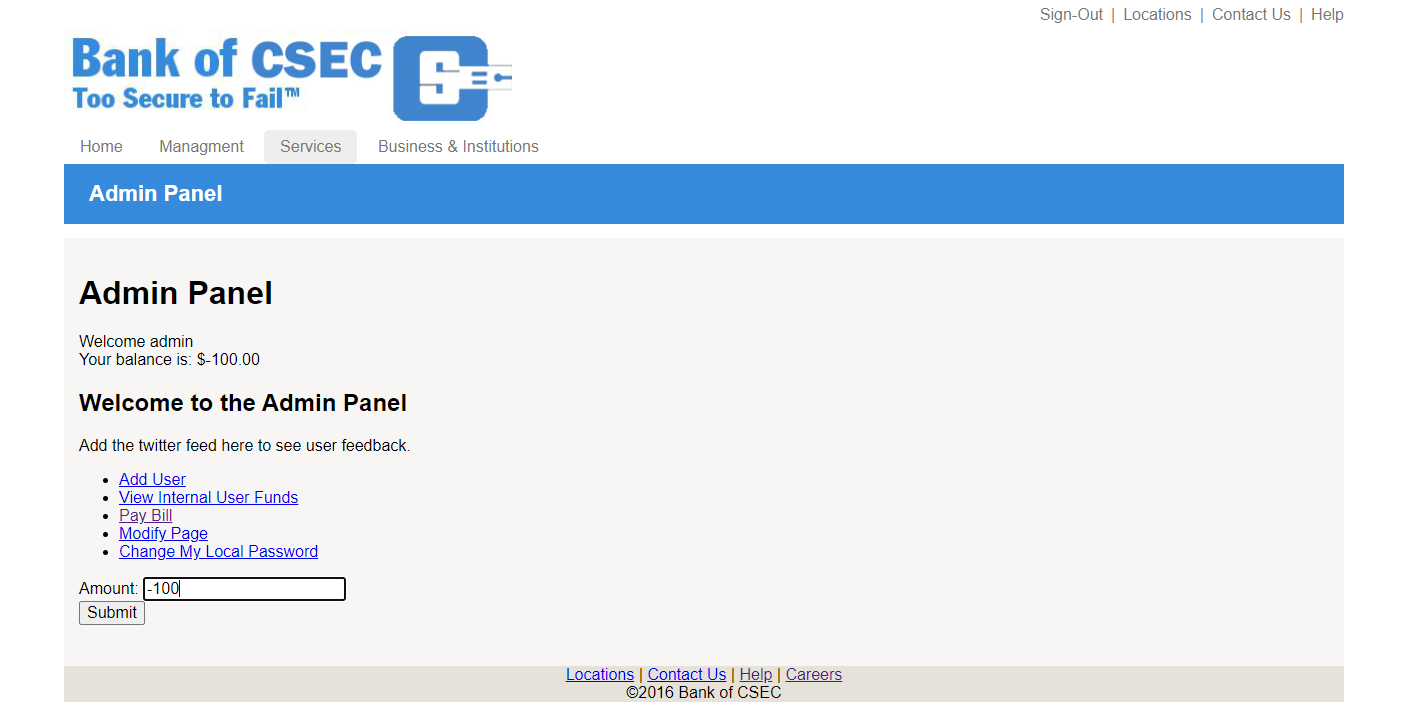 Sign-Out | Locations | Contact Us | Help
Bank of CSEC
Too Secure to Fail™
Home Managment Services Business & Institutions
Admin Panel
Admin Panel
Welcome admin
Your balance is: $-100.00
Welcome to the Admin Panel
Add the twitter feed here to see user feedback.
Add User
View Internal User Funds
Pay Bill
Modify Page
Change My Local Password
Amount: -100
Submit
Locations | Contact Us | Help | Careers
©2016 Bank of CSEC